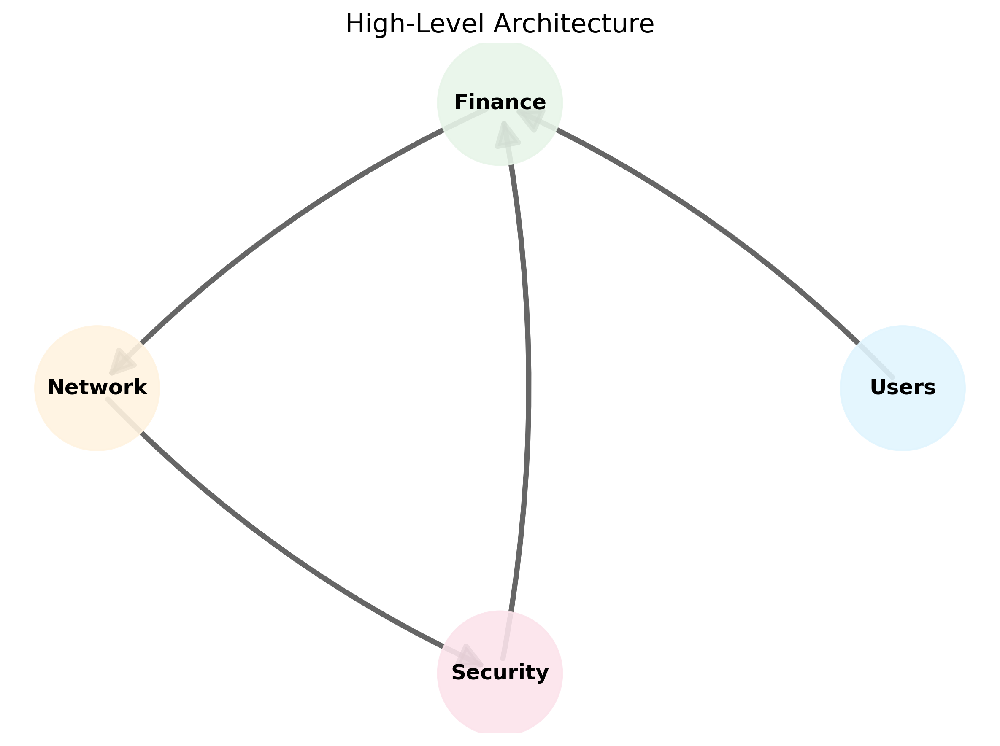 High-Level Architecture
Finance
Network
Users
Security